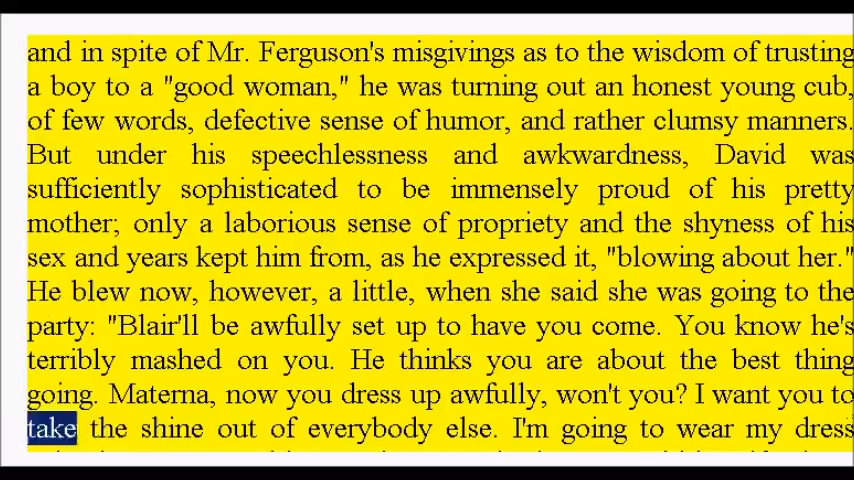 and in spite of Mr. Ferguson's misgivings as to the wisdom of trusting
a boy to a "good woman," he was turning out an honest young cub,
of few words, defective sense of humor, and rather clumsy manners.
But under his speechlessness and awkwardness, David was
sufficiently sophisticated to be immensely proud of his pretty
mother; only a laborious sense of propriety and the shyness of his
sex and years kept him from, as he expressed it, "blowing about her."
He blew now, however, a little, when she said she was going to the
party: "Blair'll be awfully set up to have you come. You know he's
terribly mashed on you. He thinks you are about the best thing
going. Materna, now you dress up awfully, won't you? I want you to
take the shine out of everybody else. I'm going to wear my dress